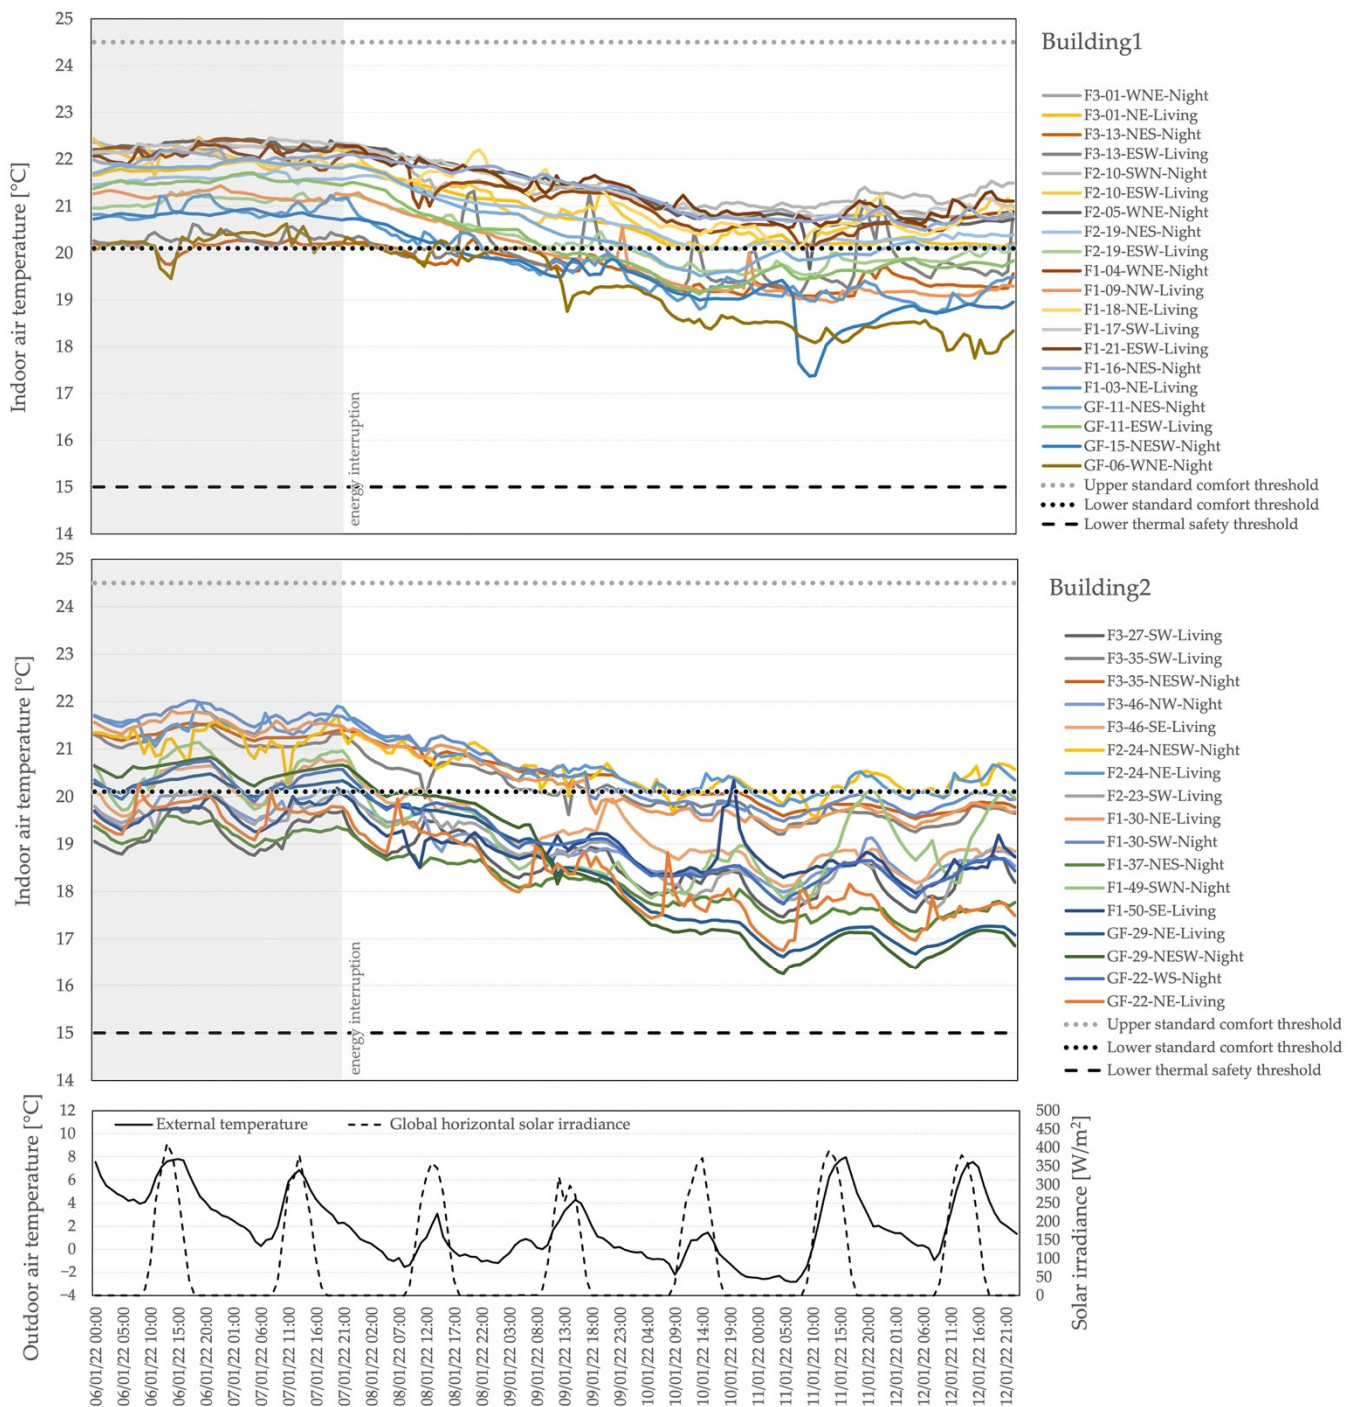 Building1
Indoor air temperature [°C]
25
24
23
22
21
20
19
18
17
16
15
14
energy interruption
F3-01-WNE-Night
F3-01-NE-Living
F3-13-NES-Night
F3-13-ESW-Living
F2-10-SWN-Night
F2-10-ESW-Living
F2-05-WNE-Night
F2-19-NES-Night
F2-19-ESW-Living
F1-04-WNE-Night
F1-09-NW-Living
F1-18-NE-Living
F1-17-SW-Living
F1-21-ESW-Living
F1-16-NES-Night
F1-03-NE-Living
GF-11-NES-Night
GF-11-ESW-Living
GF-15-NESW-Night
GF-06-WNE-Night
Upper standard comfort threshold
Lower standard comfort threshold
Lower thermal safety threshold
Building2
Indoor air temperature [°C]
25
24
23
22
21
20
19
18
17
16
15
14
energy interruption
F3-27-SW-Living
F3-35-SW-Living
F3-35-NESW-Night
F3-46-NW-Night
F3-46-SE-Living
F2-24-NESW-Night
F2-24-NE-Living
F2-23-SW-Living
F1-30-NE-Living
F1-30-SW-Night
F1-37-NES-Night
F1-49-SWN-Night
F1-50-SE-Living
GF-29-NE-Living
GF-29-NESW-Night
GF-22-WS-Night
GF-22-NE-Living
Upper standard comfort threshold
Lower standard comfort threshold
Lower thermal safety threshold
Outdoor air temperature [°C]
12
10
8
6
4
2
0
−2
−4
External temperature
Global horizontal solar irradiance
500
450
400
350
300
250
200
150
100
50
0
Solar irradiance [W/m²]
06/01/22 00:00
06/01/22 05:00
06/01/22 10:00
06/01/22 15:00
06/01/22 20:00
07/01/22 01:00
07/01/22 06:00
07/01/22 11:00
07/01/22 16:00
07/01/22 21:00
08/01/22 02:00
08/01/22 07:00
08/01/22 12:00
08/01/22 17:00
08/01/22 22:00
09/01/22 03:00
09/01/22 08:00
09/01/22 13:00
09/01/22 18:00
09/01/22 23:00
10/01/22 04:00
10/01/22 09:00
10/01/22 14:00
10/01/22 19:00
11/01/22 00:00
11/01/22 05:00
11/01/22 10:00
11/01/22 15:00
11/01/22 20:00
12/01/22 01:00
12/01/22 06:00
12/01/22 11:00
12/01/22 16:00
12/01/22 21:00